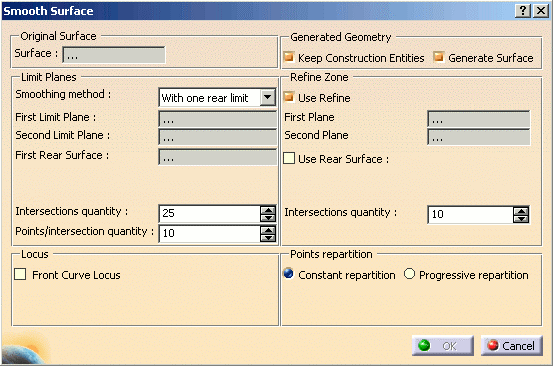 Smooth Surface
Original Surface
Surface : ...
Generated Geometry
Keep Construction Entities Generate Surface
Limit Planes
Smoothing method : With one rear limit
First Limit Plane : ...
Second Limit Plane : ...
First Rear Surface : ...
Intersections quantity : 25
Points/intersection quantity : 10
Refine Zone
Use Refine
First Plane ...
Second Plane ...
Use Rear Surface :
Intersections quantity : 10
Locus
Front Curve Locus
Points repartition
Constant repartition Progressive repartition
OK Cancel